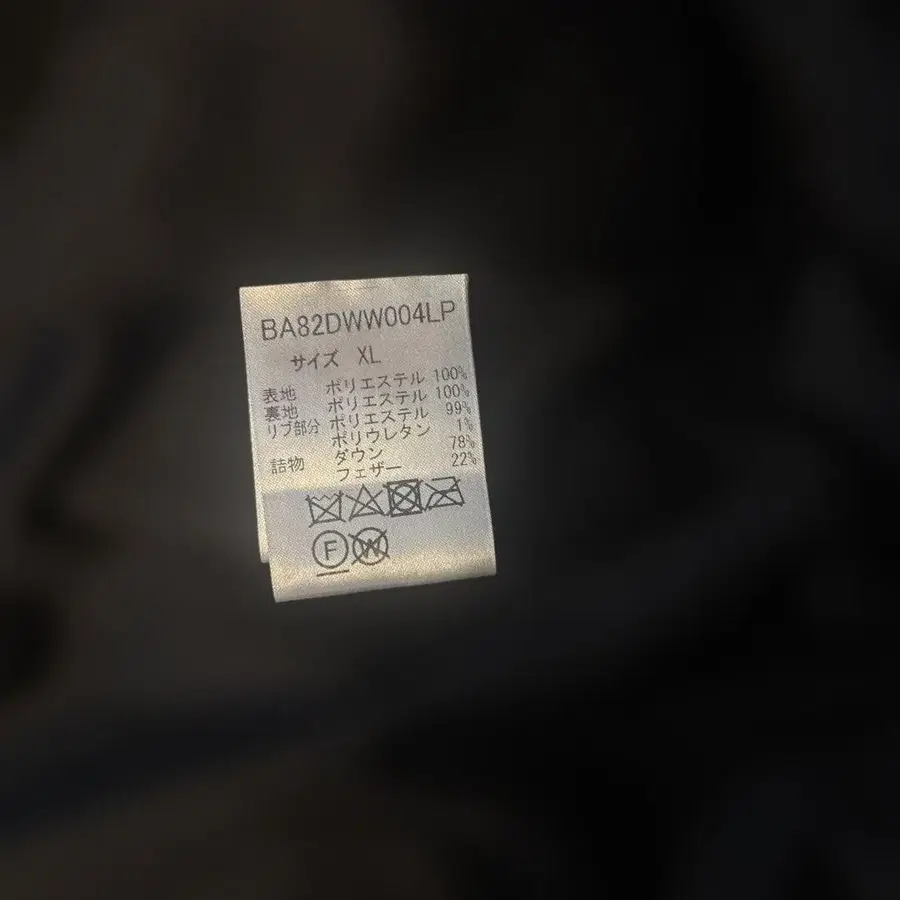 BA82DWW004LP
サイズ XL
表地 ポリエステル 100%
裏地 ポリエステル 100%
リブ部分 ポリエステル 99%
ポリウレタン 1%
詰物 ダウン 78%
フェザー 22%
F W